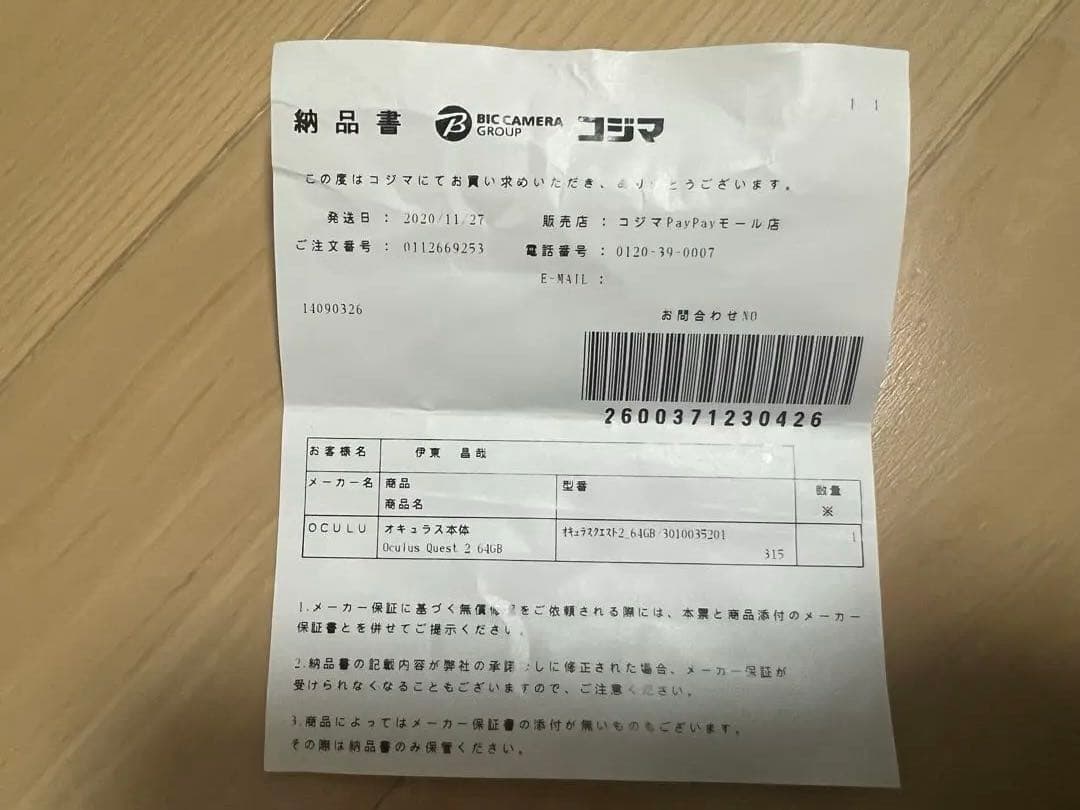 納品書 BIC CAMERA GROUP コジマ
1 1
この度はコジマにてお買い求めいただき、ありがとうございます。
発送日 : 2020/11/27 販売店 : コジマPayPayモール店
ご注文番号 : 0112669253 電話番号 : 0120-39-0007
E-MAIL :
14090326 お問合わせNO
2600371230426
お客様名 伊東 昌哉
メーカー名 商品 型番 数量
商品名 ※
OCULU オキュラス本体 オキュラスクエスト2_64GB/3010035201 1
Oculus Quest 2 64GB 315
1.メーカー保証に基づく無償修理をご依頼される際には、本票と商品添付のメーカー
保証書とを併せてご提示ください。
2.納品書の記載内容が弊社の承諾なしに修正された場合、メーカー保証が
受けられなくなることもございますので、ご注意ください。
3.商品によってはメーカー保証書の添付が無いものもございます。
その際は納品書のみ保管ください。